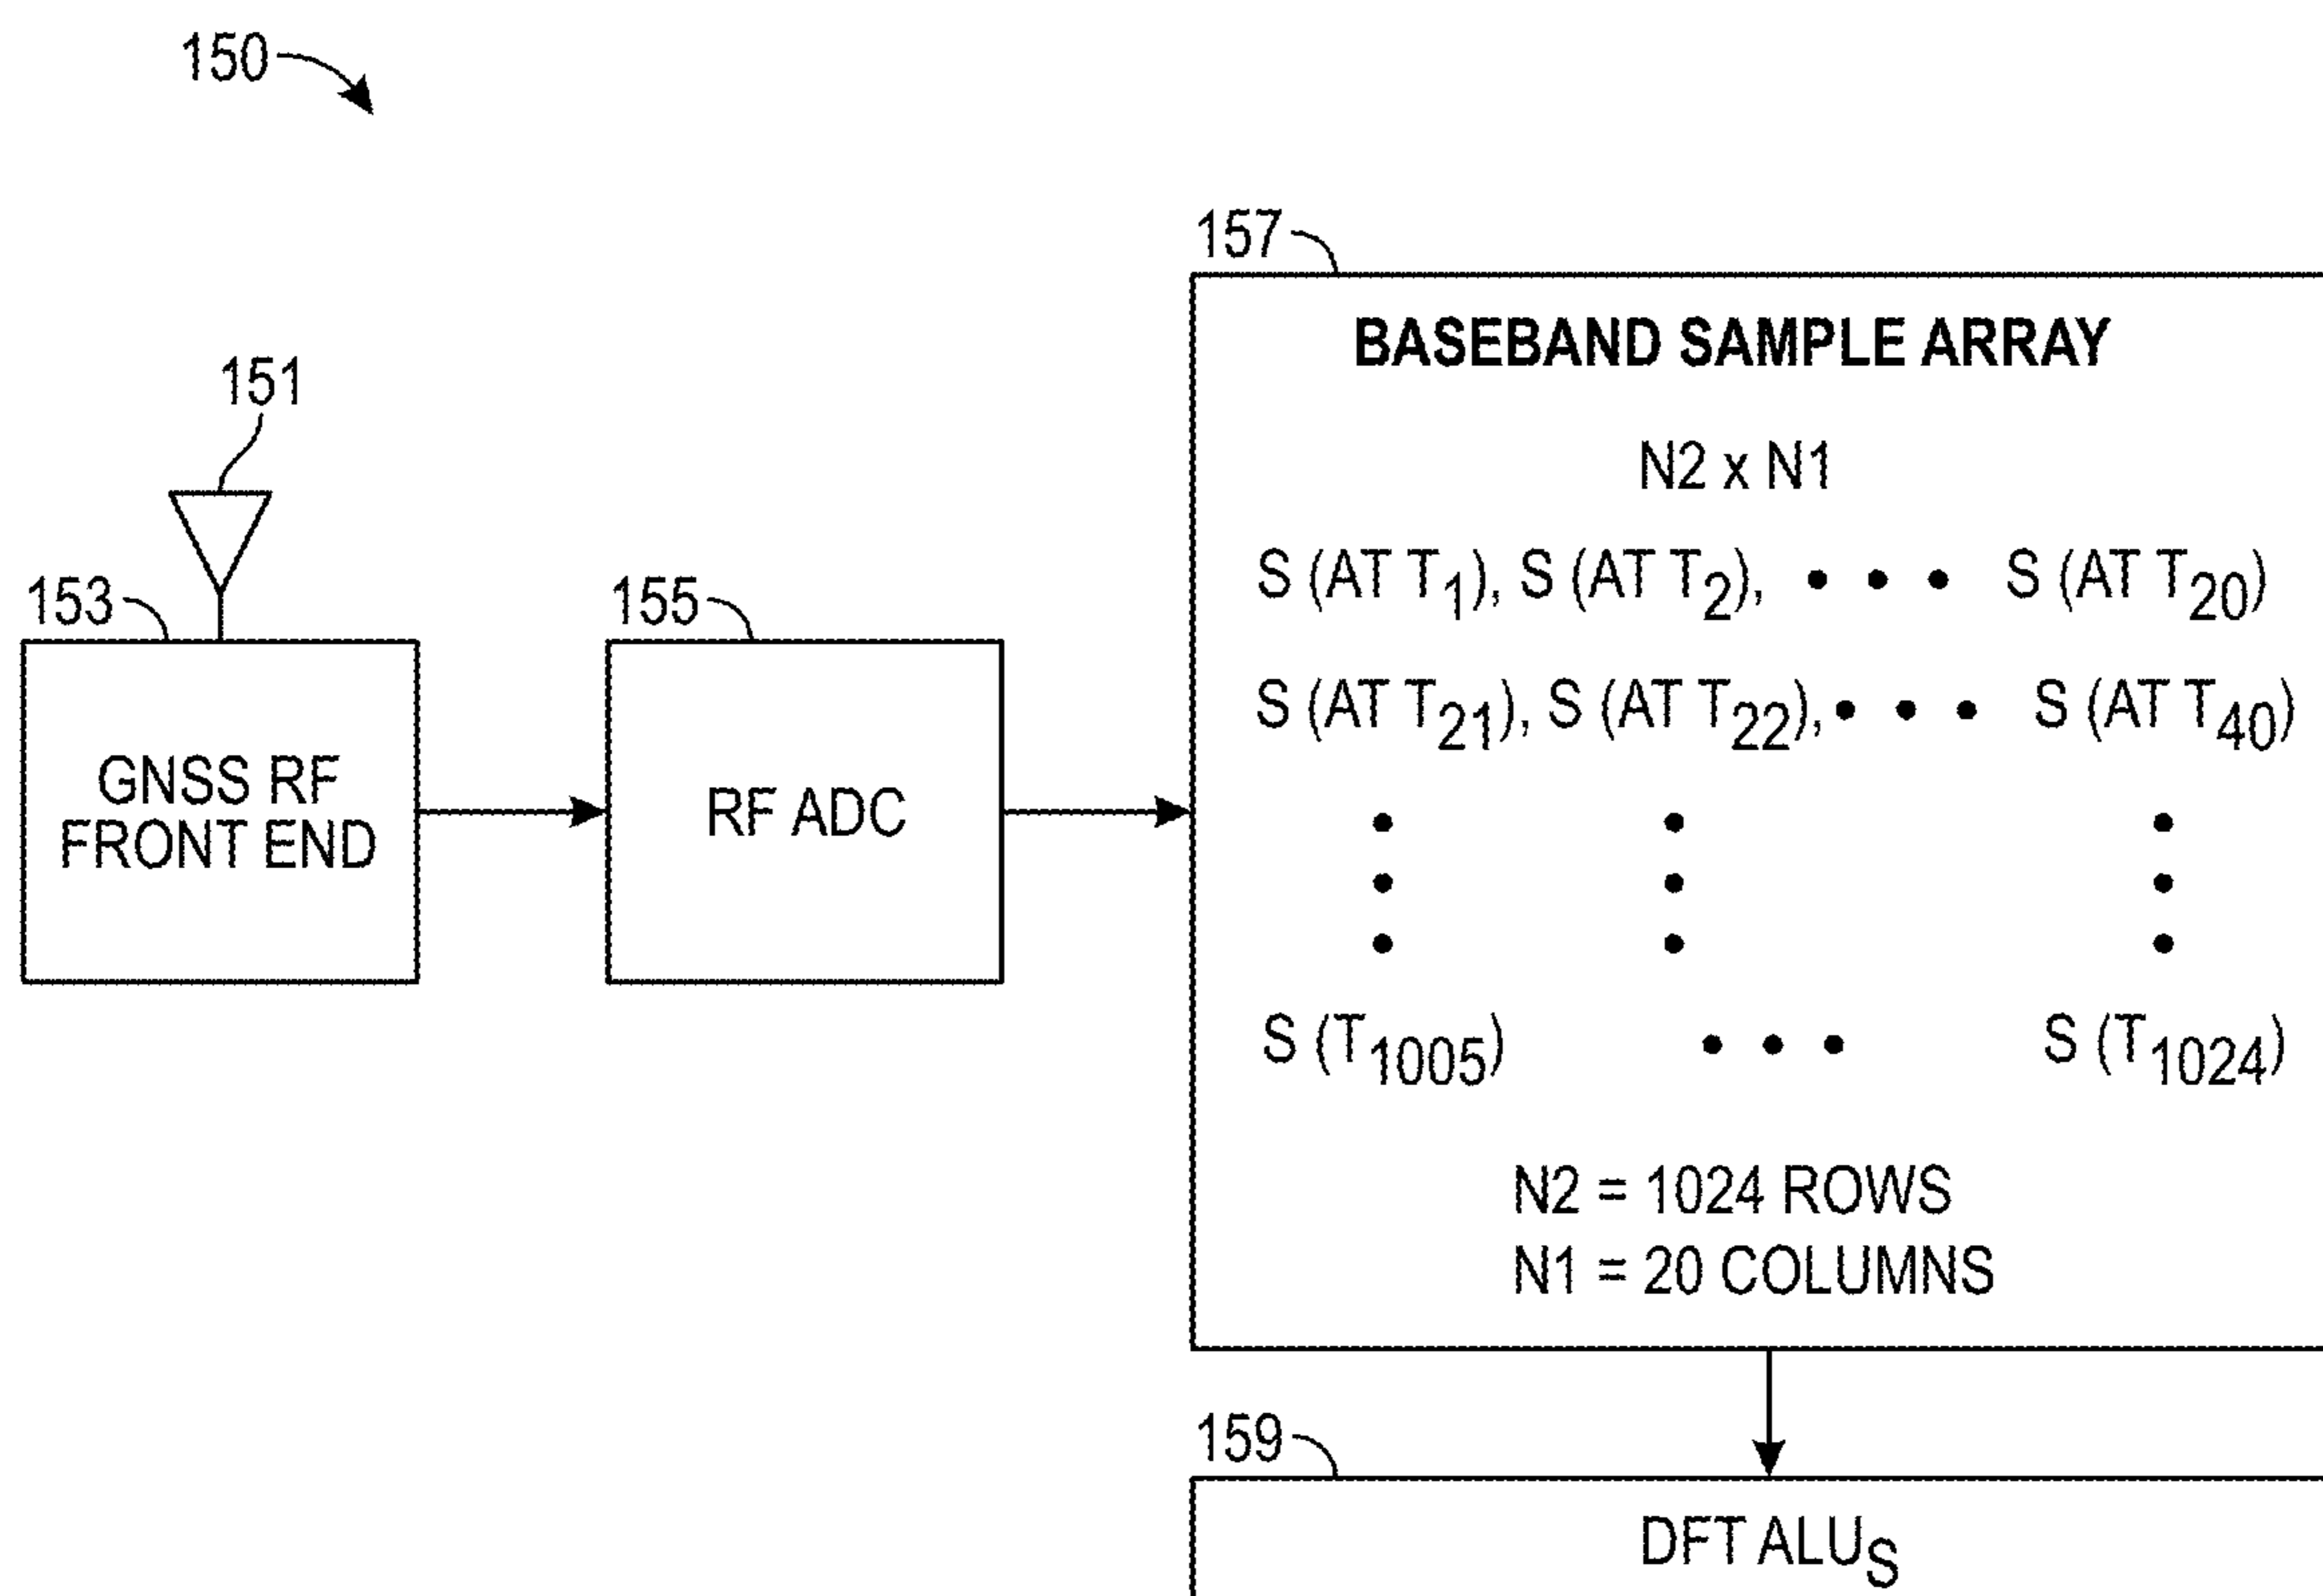 150
151
153
GNSS RF
FRONT END
155
RF ADC
157
BASEBAND SAMPLE ARRAY
N2 x N1
S (AT T1), S (AT T2), • • • S (AT T20)
S (AT T21), S (AT T22), • • • S (AT T40)
S (T1005) • • • S (T1024)
N2 = 1024 ROWS
N1 = 20 COLUMNS
159
DFT ALUS